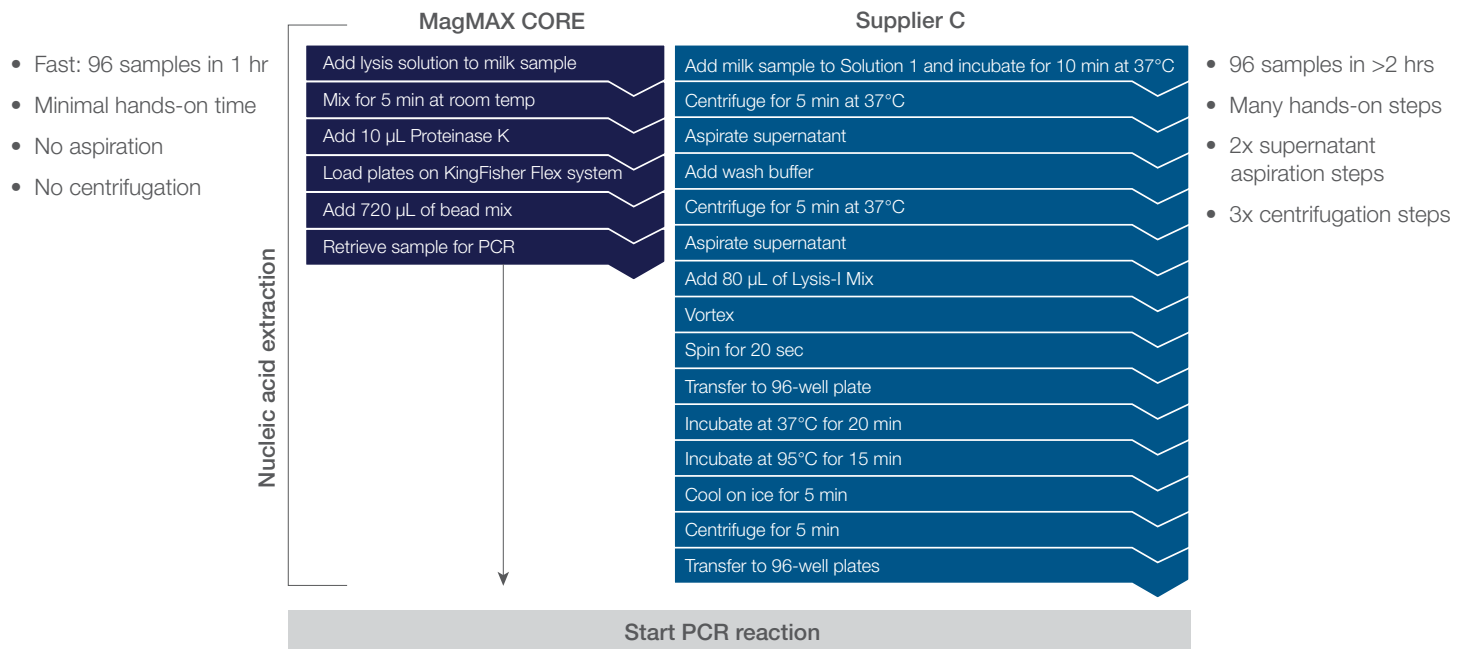 MagMAX CORE
Supplier C
• Fast: 96 samples in 1 hr
• Minimal hands-on time
• No aspiration
• No centrifugation
Nucleic acid extraction
Add lysis solution to milk sample
Mix for 5 min at room temp
Add 10 µL Proteinase K
Load plates on KingFisher Flex system
Add 720 µL of bead mix
Retrieve sample for PCR
Add milk sample to Solution 1 and incubate for 10 min at 37°C
Centrifuge for 5 min at 37°C
Aspirate supernatant
Add wash buffer
Centrifuge for 5 min at 37°C
Aspirate supernatant
Add 80 µL of Lysis-I Mix
Vortex
Spin for 20 sec
Transfer to 96-well plate
Incubate at 37°C for 20 min
Incubate at 95°C for 15 min
Cool on ice for 5 min
Centrifuge for 5 min
Transfer to 96-well plates
• 96 samples in >2 hrs
• Many hands-on steps
• 2x supernatant
aspiration steps
• 3x centrifugation steps
Start PCR reaction